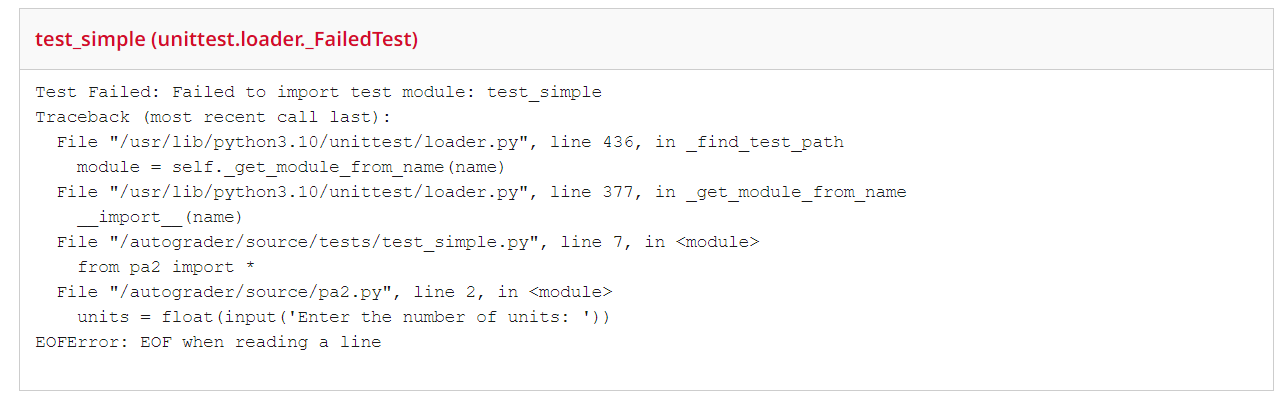 test_simple (unittest.loader._FailedTest)
Test Failed: Failed to import test module: test_simple
Traceback (most recent call last):
  File "/usr/lib/python3.10/unittest/loader.py", line 436, in _find_test_path
    module = self._get_module_from_name(name)
  File "/usr/lib/python3.10/unittest/loader.py", line 377, in _get_module_from_name
    __import__(name)
  File "/autograder/source/tests/test_simple.py", line 7, in <module>
    from pa2 import *
  File "/autograder/source/pa2.py", line 2, in <module>
    units = float(input('Enter the number of units: '))
EOFError: EOF when reading a line